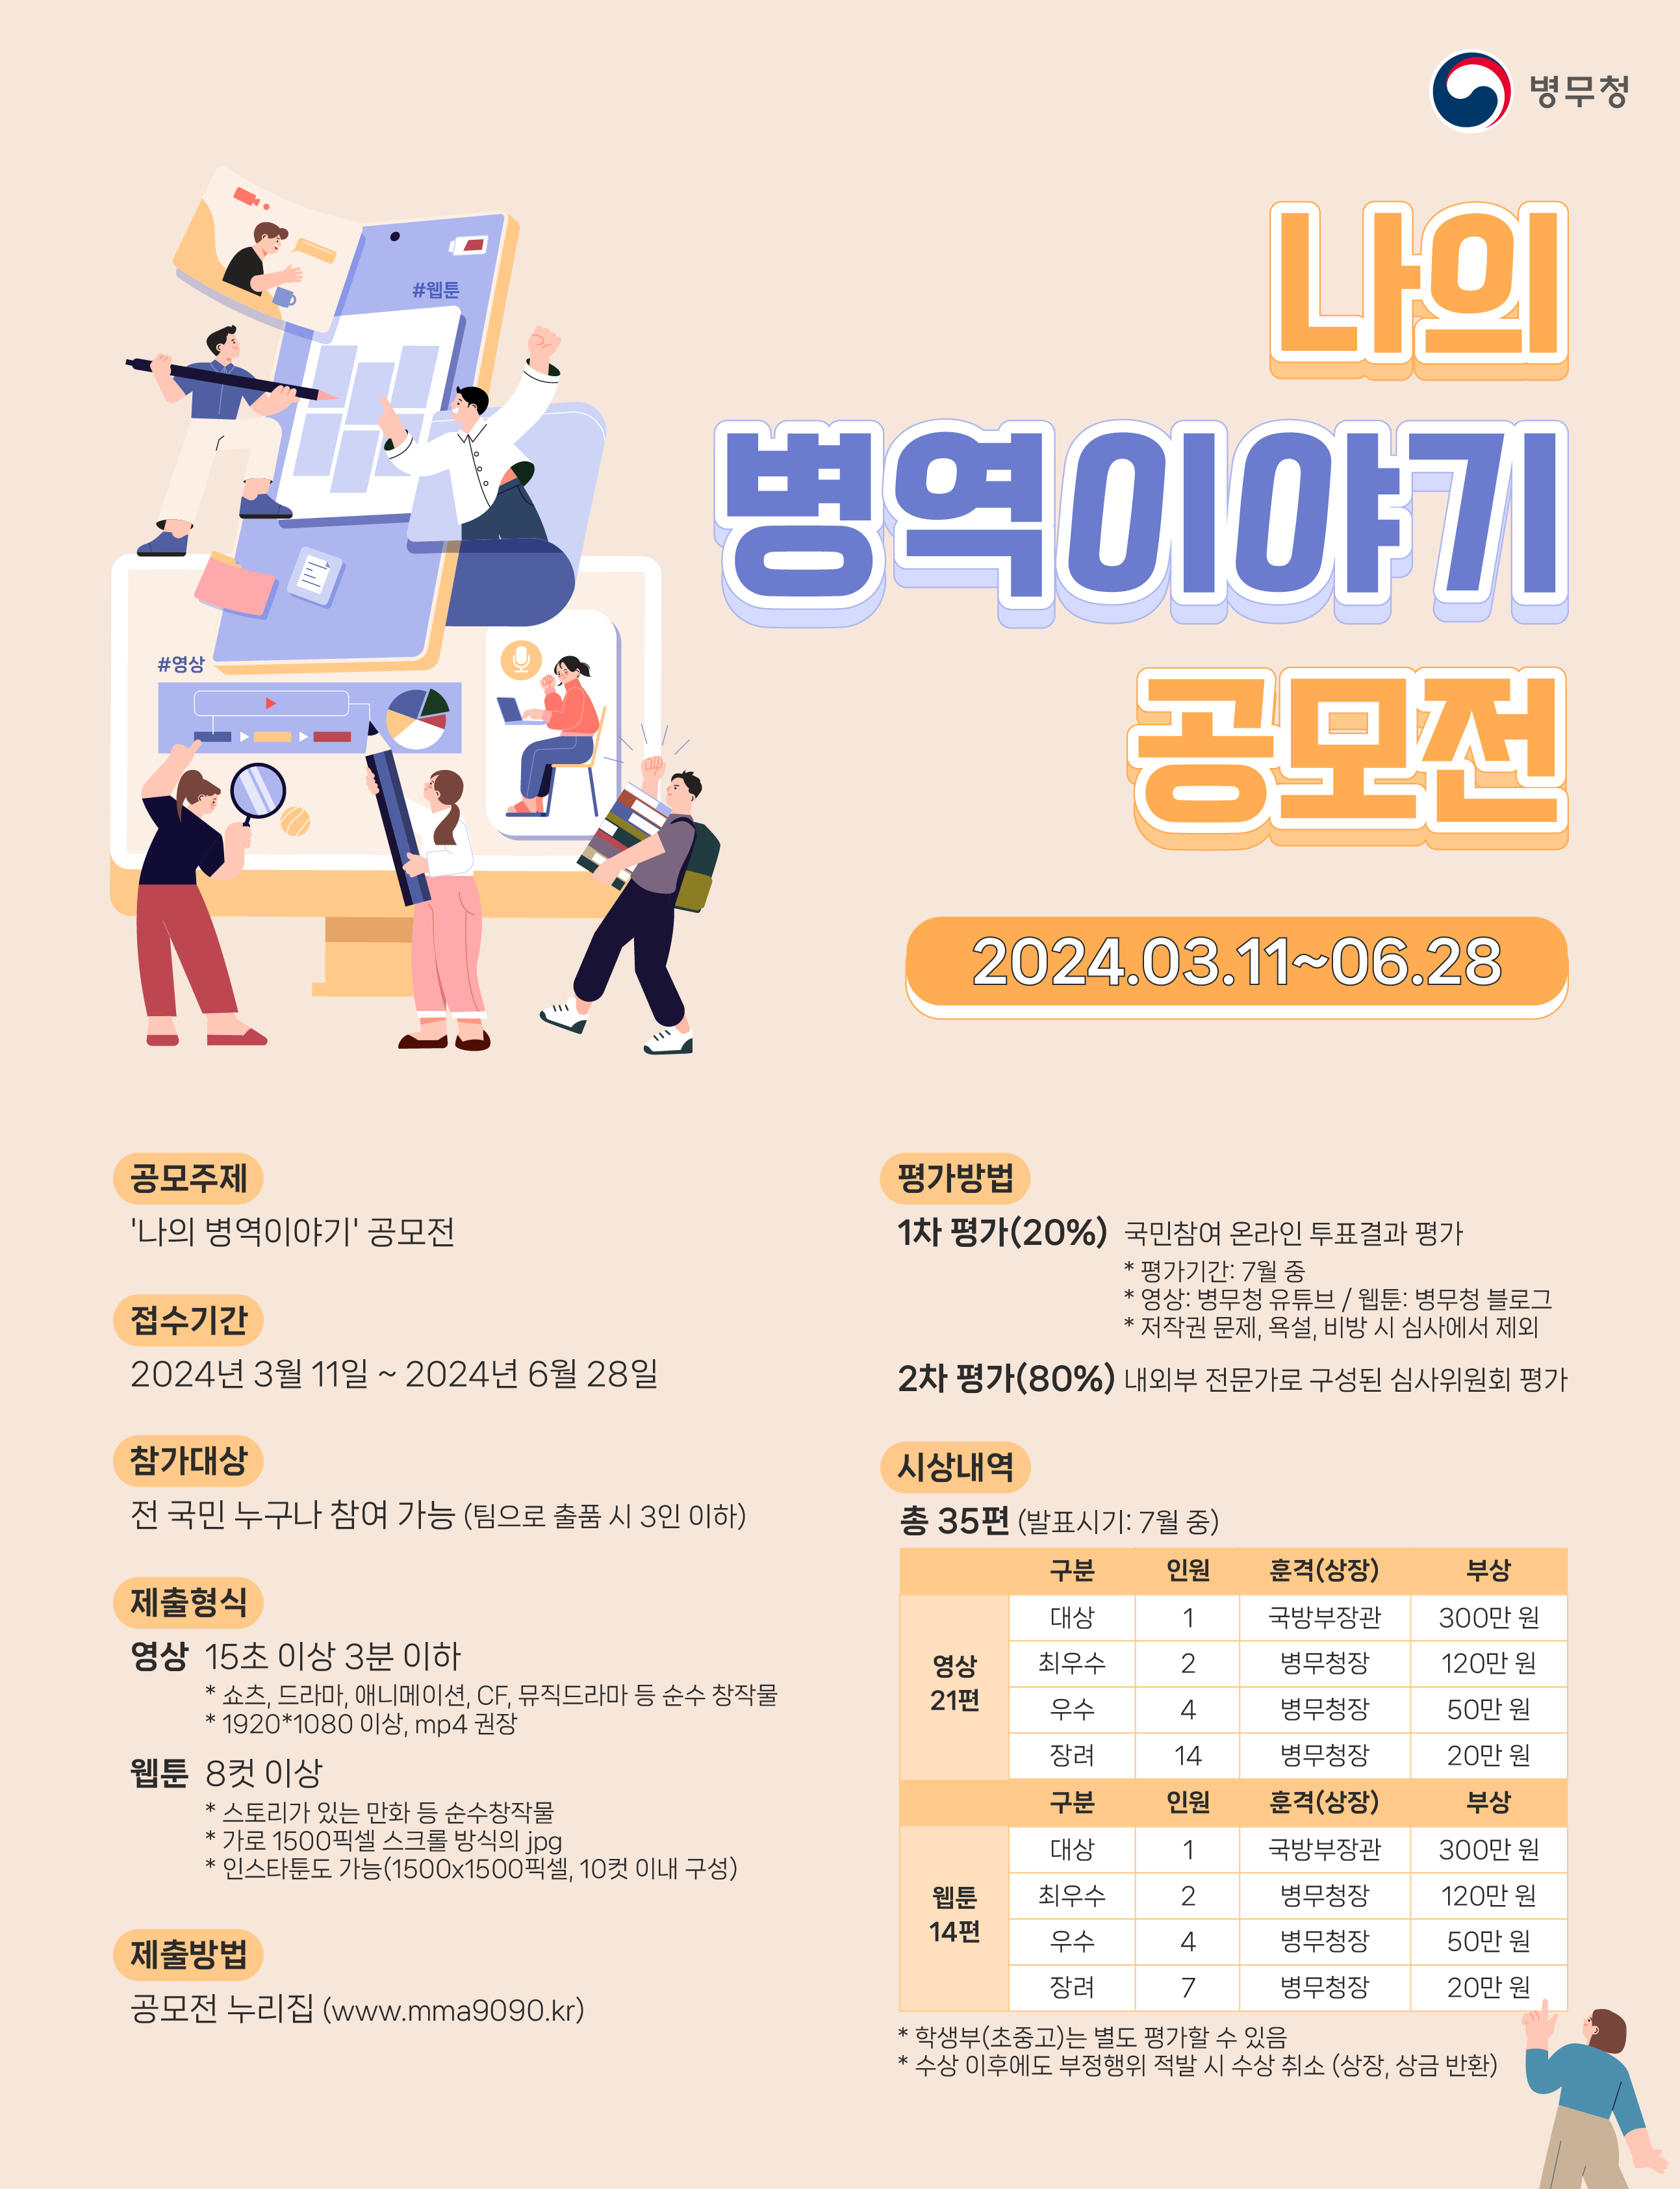 병무청
나의
병역이야기
공모전
2024.03.11~06.28
#웹툰
#영상
공모주제
'나의 병역이야기' 공모전
접수기간
2024년 3월 11일 ~ 2024년 6월 28일
참가대상
전 국민 누구나 참여 가능 (팀으로 출품 시 3인 이하)
제출형식
영상 15초 이상 3분 이하
* 쇼츠, 드라마, 애니메이션, CF, 뮤직드라마 등 순수 창작물
* 1920*1080 이상, mp4 권장
웹툰 8컷 이상
* 스토리가 있는 만화 등 순수창작물
* 가로 1500픽셀 스크롤 방식의 jpg
* 인스타툰도 가능(1500x1500픽셀, 10컷 이내 구성)
제출방법
공모전 누리집 (www.mma9090.kr)
평가방법
1차 평가(20%) 국민참여 온라인 투표결과 평가
* 평가기간: 7월 중
* 영상: 병무청 유튜브 / 웹툰: 병무청 블로그
* 저작권 문제, 욕설, 비방 시 심사에서 제외
2차 평가(80%) 내외부 전문가로 구성된 심사위원회 평가
시상내역
총 35편 (발표시기: 7월 중)
구분 인원 훈격(상장) 부상
영상
21편
대상 1 국방부장관 300만 원
최우수 2 병무청장 120만 원
우수 4 병무청장 50만 원
장려 14 병무청장 20만 원
구분 인원 훈격(상장) 부상
웹툰
14편
대상 1 국방부장관 300만 원
최우수 2 병무청장 120만 원
우수 4 병무청장 50만 원
장려 7 병무청장 20만 원
* 학생부(초중고)는 별도 평가할 수 있음
* 수상 이후에도 부정행위 적발 시 수상 취소 (상장, 상금 반환)